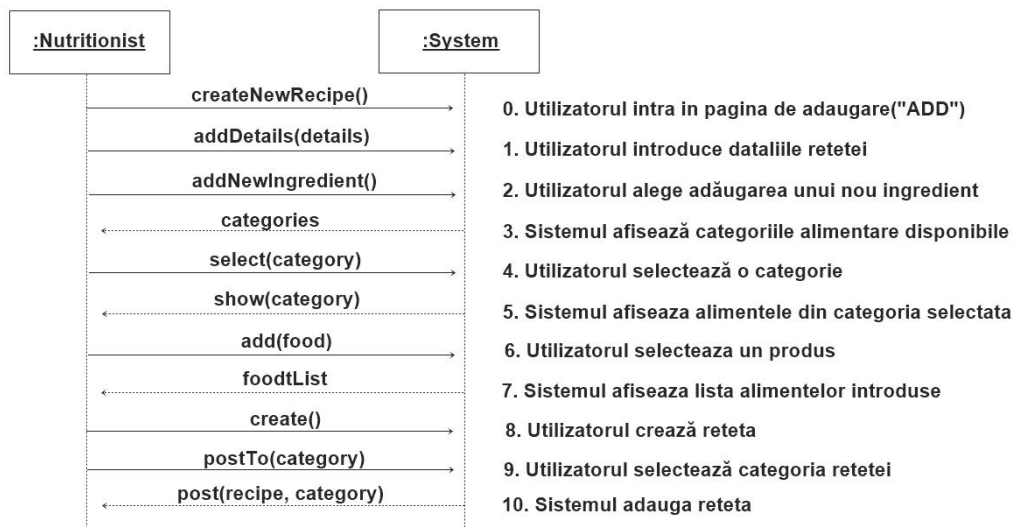 :Nutritionist
:System
createNewRecipe()
0. Utilizatorul intra in pagina de adaugare("ADD")
addDetails(details)
1. Utilizatorul introduce dataliile retetei
addNewIngredient()
2. Utilizatorul alege adăugarea unui nou ingredient
categories
3. Sistemul afisează categoriile alimentare disponibile
select(category)
4. Utilizatorul selectează o categorie
show(category)
5. Sistemul afiseaza alimentele din categoria selectata
add(food)
6. Utilizatorul selecteaza un produs
foodtList
7. Sistemul afiseaza lista alimentelor introduse
create()
8. Utilizatorul crează reteta
postTo(category)
9. Utilizatorul selectează categoria retetei
post(recipe, category)
10. Sistemul adauga reteta